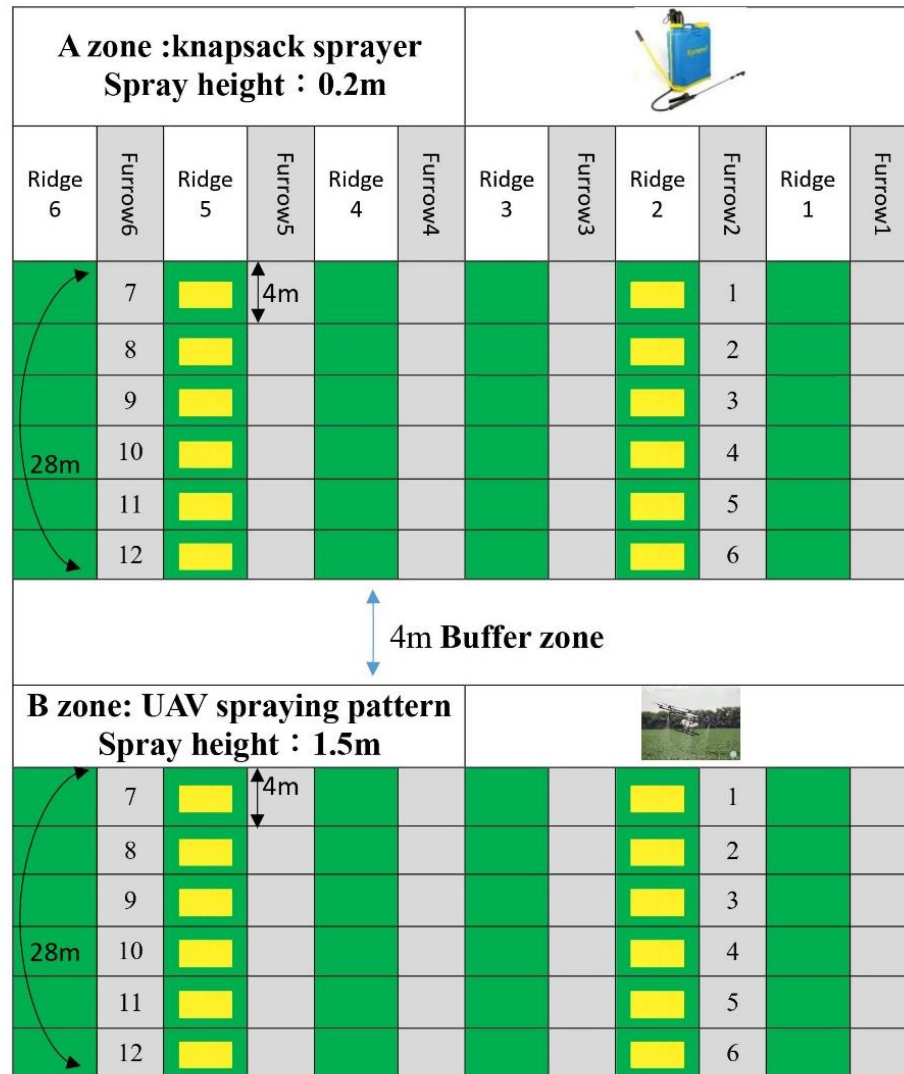 A zone :knapsack sprayer
Spray height：0.2m
Ridge 6
Furrow6
Ridge 5
Furrow5
Ridge 4
Furrow4
Ridge 3
Furrow3
Ridge 2
Furrow2
Ridge 1
Furrow1
7
4m
1
8
2
9
3
28m
10
4
11
5
12
6
4m Buffer zone
B zone: UAV spraying pattern
Spray height：1.5m
7
4m
1
8
2
9
3
28m
10
4
11
5
12
6